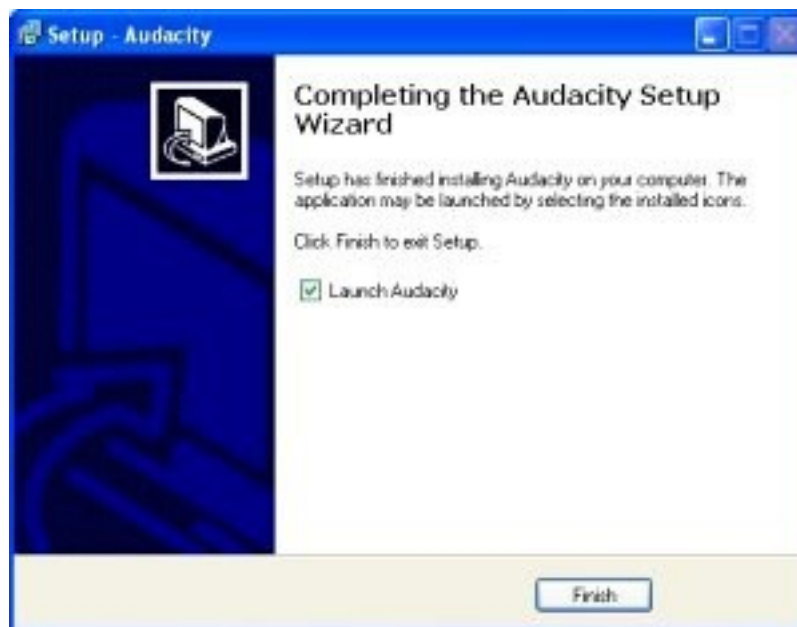 Setup - Audacity
Completing the Audacity Setup
Wizard
Setup has finished installing Audacity on your computer. The
application may be launched by selecting the installed icons.
Click Finish to exit Setup.
Launch Audacity
Finish